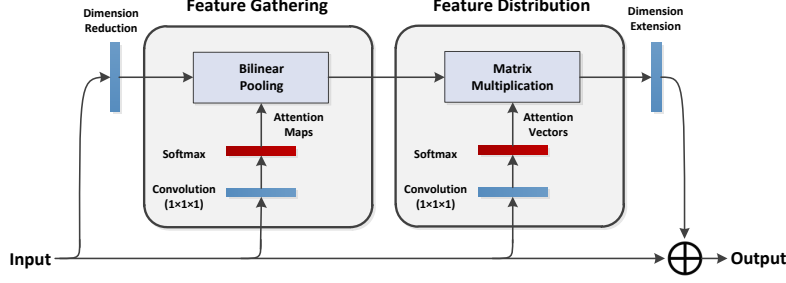 Dimension
Reduction
Feature Gathering
Feature Distribution
Dimension
Extension
Bilinear
Pooling
Matrix
Multiplication
Attention
Maps
Attention
Vectors
Softmax
Softmax
Convolution
(1×1×1)
Convolution
(1×1×1)
Input
Output